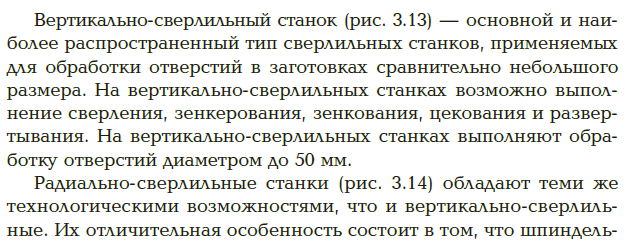 Вертикально-сверлильный станок (рис. 3.13) — основной и наи-
более распространенный тип сверлильных станков, применяемых
для обработки отверстий в заготовках сравнительно небольшого
размера. На вертикально-сверлильных станках возможно выпол-
нение сверления, зенкерования, зенкования, цекования и развер-
тывания. На вертикально-сверлильных станках выполняют обра-
ботку отверстий диаметром до 50 мм.
Радиально-сверлильные станки (рис. 3.14) обладают теми же
технологическими возможностями, что и вертикально-сверлиль-
ные. Их отличительная особенность состоит в том, что шпиндель-